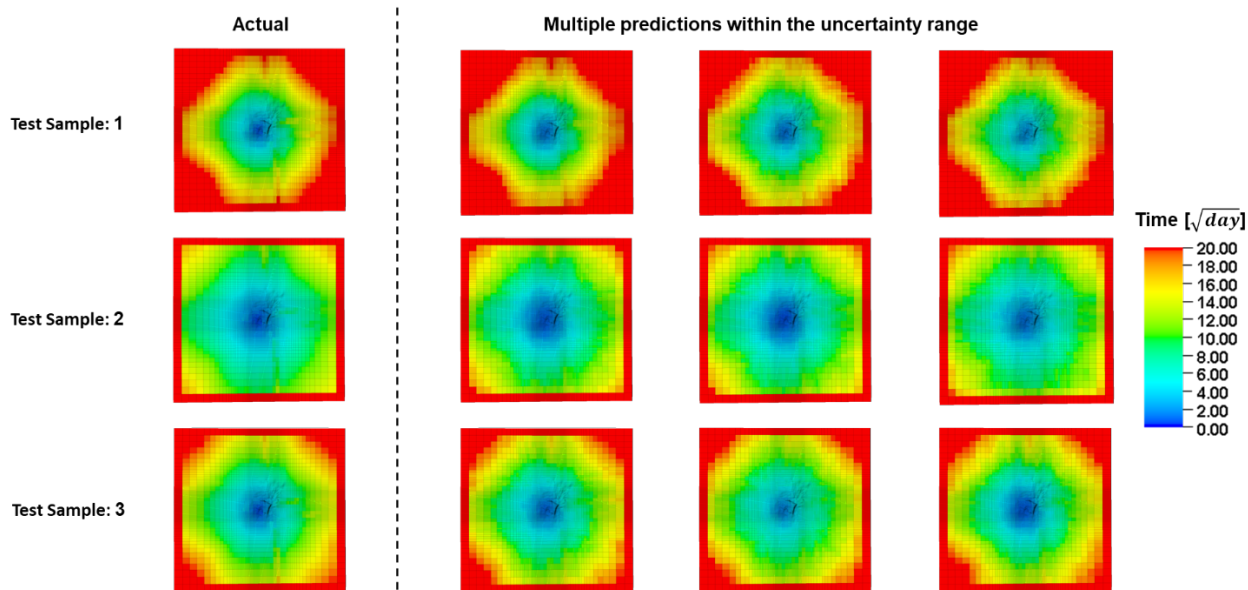 Actual
Multiple predictions within the uncertainty range
Test Sample: 1
Test Sample: 2
Test Sample: 3
Time [√day]
20.00
18.00
16.00
14.00
12.00
10.00
8.00
6.00
4.00
2.00
0.00